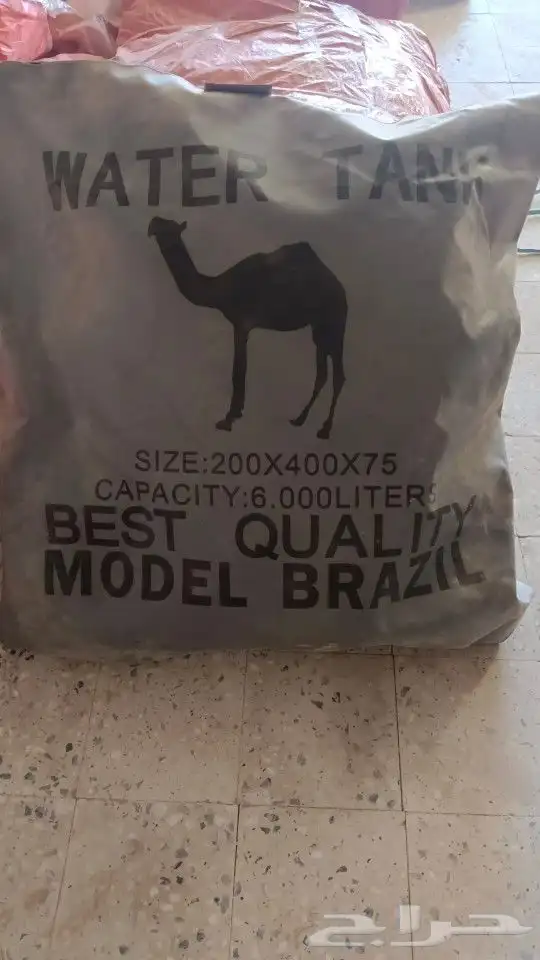 WATER TANK
SIZE:200X400X75
CAPACITY:6.000LITERS
BEST QUALITY
MODEL BRAZIL
حراج